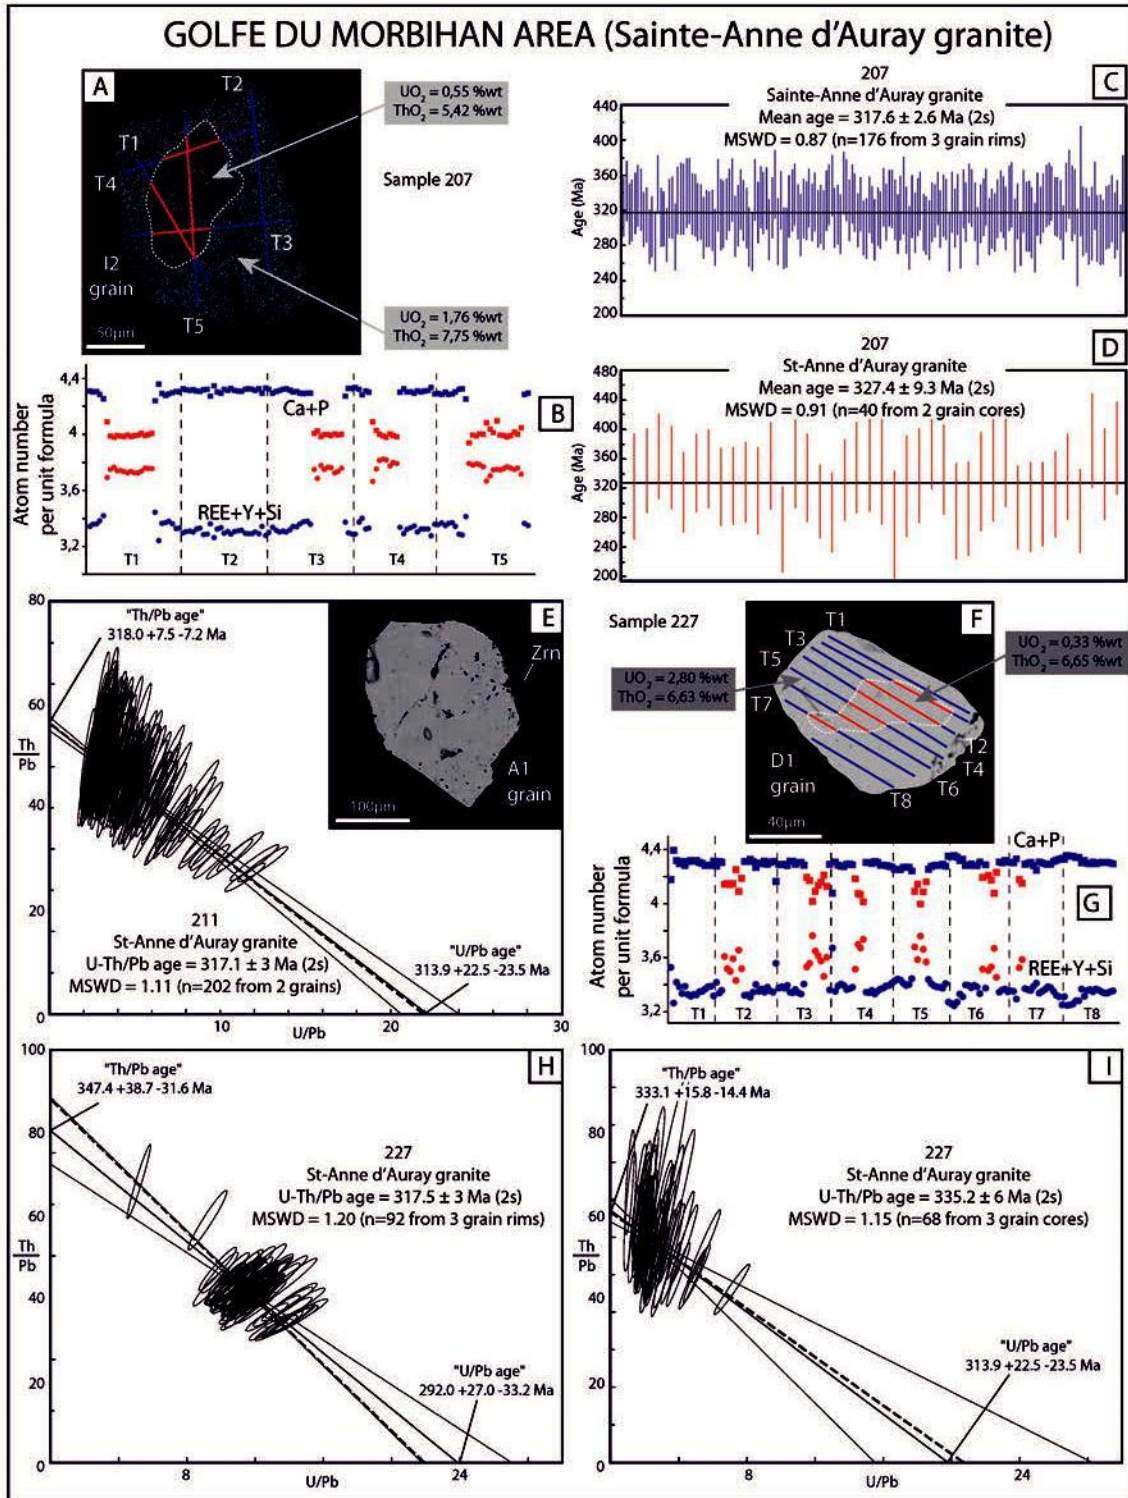 GOLFE DU MORBIHAN AREA (Sainte-Anne d'Auray granite)
A
T2
T1
T4
T3
I2
grain
T5
50µm
UO2 = 0,55 %wt
ThO2 = 5,42 %wt
Sample 207
UO2 = 1,76 %wt
ThO2 = 7,75 %wt
C
207
Sainte-Anne d'Auray granite
Mean age = 317.6 ± 2.6 Ma (2s)
MSWD = 0.87 (n=176 from 3 grain rims)
Age (Ma)
440
400
360
320
280
240
200
B
Atom number
per unit formula
4,4
4
3,6
3,2
Ca+P
REE+Y+Si
T1 T2 T3 T4 T5
D
207
St-Anne d'Auray granite
Mean age = 327.4 ± 9.3 Ma (2s)
MSWD = 0.91 (n=40 from 2 grain cores)
Age (Ma)
480
440
400
360
320
280
240
200
E
"Th/Pb age"
318.0 +7.5 -7.2 Ma
Zrn
A1
grain
100µm
80
60
Th
Pb
40
20
0
211
St-Anne d'Auray granite
U-Th/Pb age = 317.1 ± 3 Ma (2s)
MSWD = 1.11 (n=202 from 2 grains)
"U/Pb age"
313.9 +22.5 -23.5 Ma
10 20 30
U/Pb
Sample 227
F
T1
T3
T5
T7
UO2 = 2,80 %wt
ThO2 = 6,63 %wt
UO2 = 0,33 %wt
ThO2 = 6,65 %wt
D1
grain
T2
T4
T6
T8
40µm
G
Atom number
per unit formula
4,4
4
3,6
3,2
Ca+P
REE+Y+Si
T1 T2 T3 T4 T5 T6 T7 T8
H
"Th/Pb age"
347.4 +38.7 -31.6 Ma
100
80
60
Th
Pb
40
20
0
227
St-Anne d'Auray granite
U-Th/Pb age = 317.5 ± 3 Ma (2s)
MSWD = 1.20 (n=92 from 3 grain rims)
"U/Pb age"
292.0 +27.0 -33.2 Ma
8 24
U/Pb
I
"Th/Pb age"
333.1 +15.8 -14.4 Ma
100
80
60
Th
Pb
40
20
0
227
St-Anne d'Auray granite
U-Th/Pb age = 335.2 ± 6 Ma (2s)
MSWD = 1.15 (n=68 from 3 grain cores)
"U/Pb age"
313.9 +22.5 -23.5 Ma
8 24
U/Pb